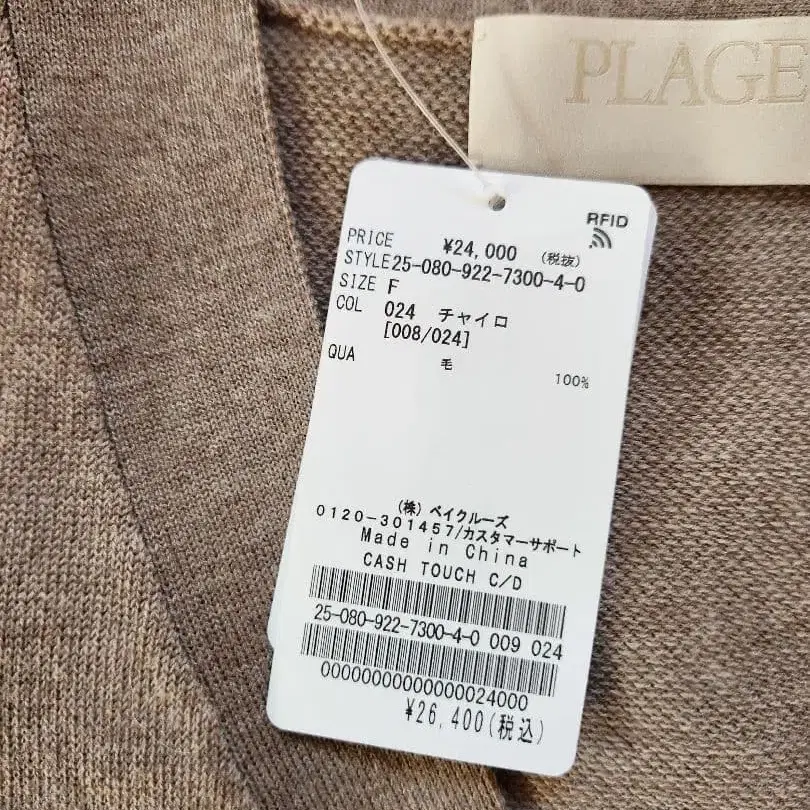 PLAGE
RFID
PRICE ¥24,000 (税抜)
STYLE 25-080-922-7300-4-0
SIZE F
COL 024 チャイロ
[008/024]
QUA 毛 100%
(株) ベイクルーズ
0120-301457/カスタマーサポート
Made in China
CASH TOUCH C/D
25-080-922-7300-4-0 009 024
00000000000000024000
¥26,400(税込)